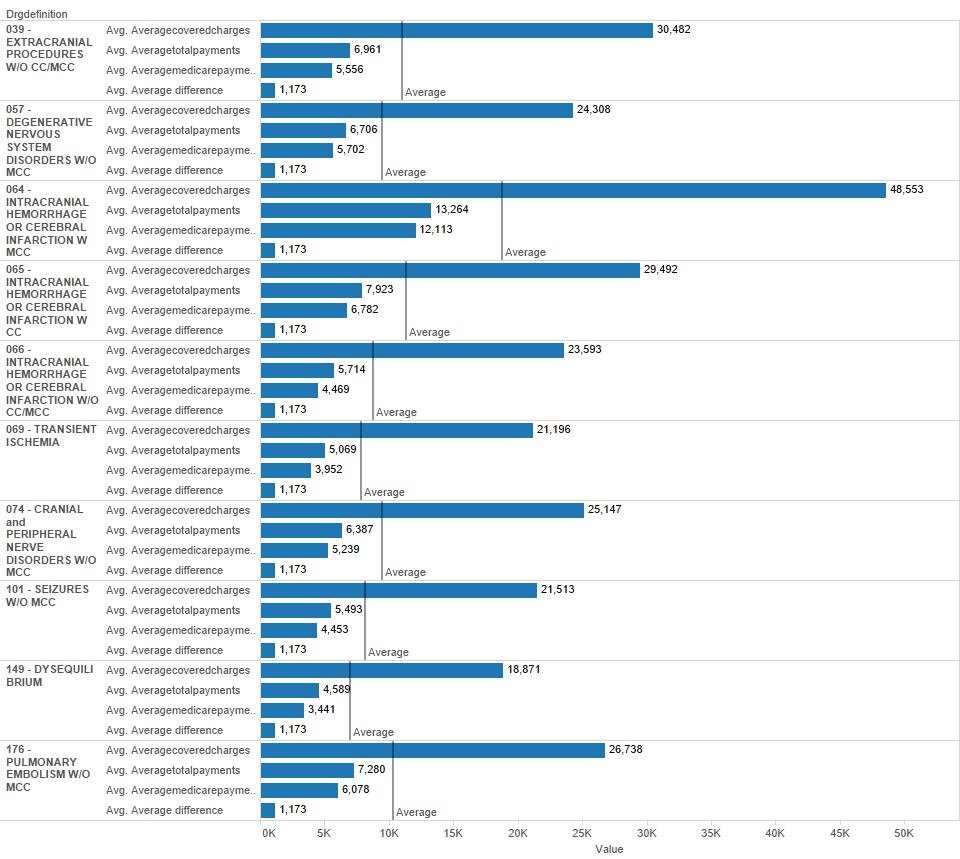 Drgdefinition
039 -
EXTRACRANIAL
PROCEDURES
W/O CC/MCC
Avg. Averagecoveredcharges 30,482
Avg. Averagetotalpayments 6,961
Avg. Averagemedicarepayme.. 5,556
Avg. Average difference 1,173
Average
057 -
DEGENERATIVE
NERVOUS
SYSTEM
DISORDERS W/O
MCC
Avg. Averagecoveredcharges 24,308
Avg. Averagetotalpayments 6,706
Avg. Averagemedicarepayme.. 5,702
Avg. Average difference 1,173
Average
064 -
INTRACRANIAL
HEMORRHAGE
OR CEREBRAL
INFARCTION W
MCC
Avg. Averagecoveredcharges 48,553
Avg. Averagetotalpayments 13,264
Avg. Averagemedicarepayme.. 12,113
Avg. Average difference 1,173
Average
065 -
INTRACRANIAL
HEMORRHAGE
OR CEREBRAL
INFARCTION W
CC
Avg. Averagecoveredcharges 29,492
Avg. Averagetotalpayments 7,923
Avg. Averagemedicarepayme.. 6,782
Avg. Average difference 1,173
Average
066 -
INTRACRANIAL
HEMORRHAGE
OR CEREBRAL
INFARCTION W/O
CC/MCC
Avg. Averagecoveredcharges 23,593
Avg. Averagetotalpayments 5,714
Avg. Averagemedicarepayme.. 4,469
Avg. Average difference 1,173
Average
069 - TRANSIENT
ISCHEMIA
Avg. Averagecoveredcharges 21,196
Avg. Averagetotalpayments 5,069
Avg. Averagemedicarepayme.. 3,952
Avg. Average difference 1,173
Average
074 - CRANIAL
and
PERIPHERAL
NERVE
DISORDERS W/O
MCC
Avg. Averagecoveredcharges 25,147
Avg. Averagetotalpayments 6,387
Avg. Averagemedicarepayme.. 5,239
Avg. Average difference 1,173
Average
101 - SEIZURES
W/O MCC
Avg. Averagecoveredcharges 21,513
Avg. Averagetotalpayments 5,493
Avg. Averagemedicarepayme.. 4,453
Avg. Average difference 1,173
Average
149 - DYSEQUILI
BRIUM
Avg. Averagecoveredcharges 18,871
Avg. Averagetotalpayments 4,589
Avg. Averagemedicarepayme.. 3,441
Avg. Average difference 1,173
Average
176 -
PULMONARY
EMBOLISM W/O
MCC
Avg. Averagecoveredcharges 26,738
Avg. Averagetotalpayments 7,280
Avg. Averagemedicarepayme.. 6,078
Avg. Average difference 1,173
Average
0K 5K 10K 15K 20K 25K 30K 35K 40K 45K 50K
Value